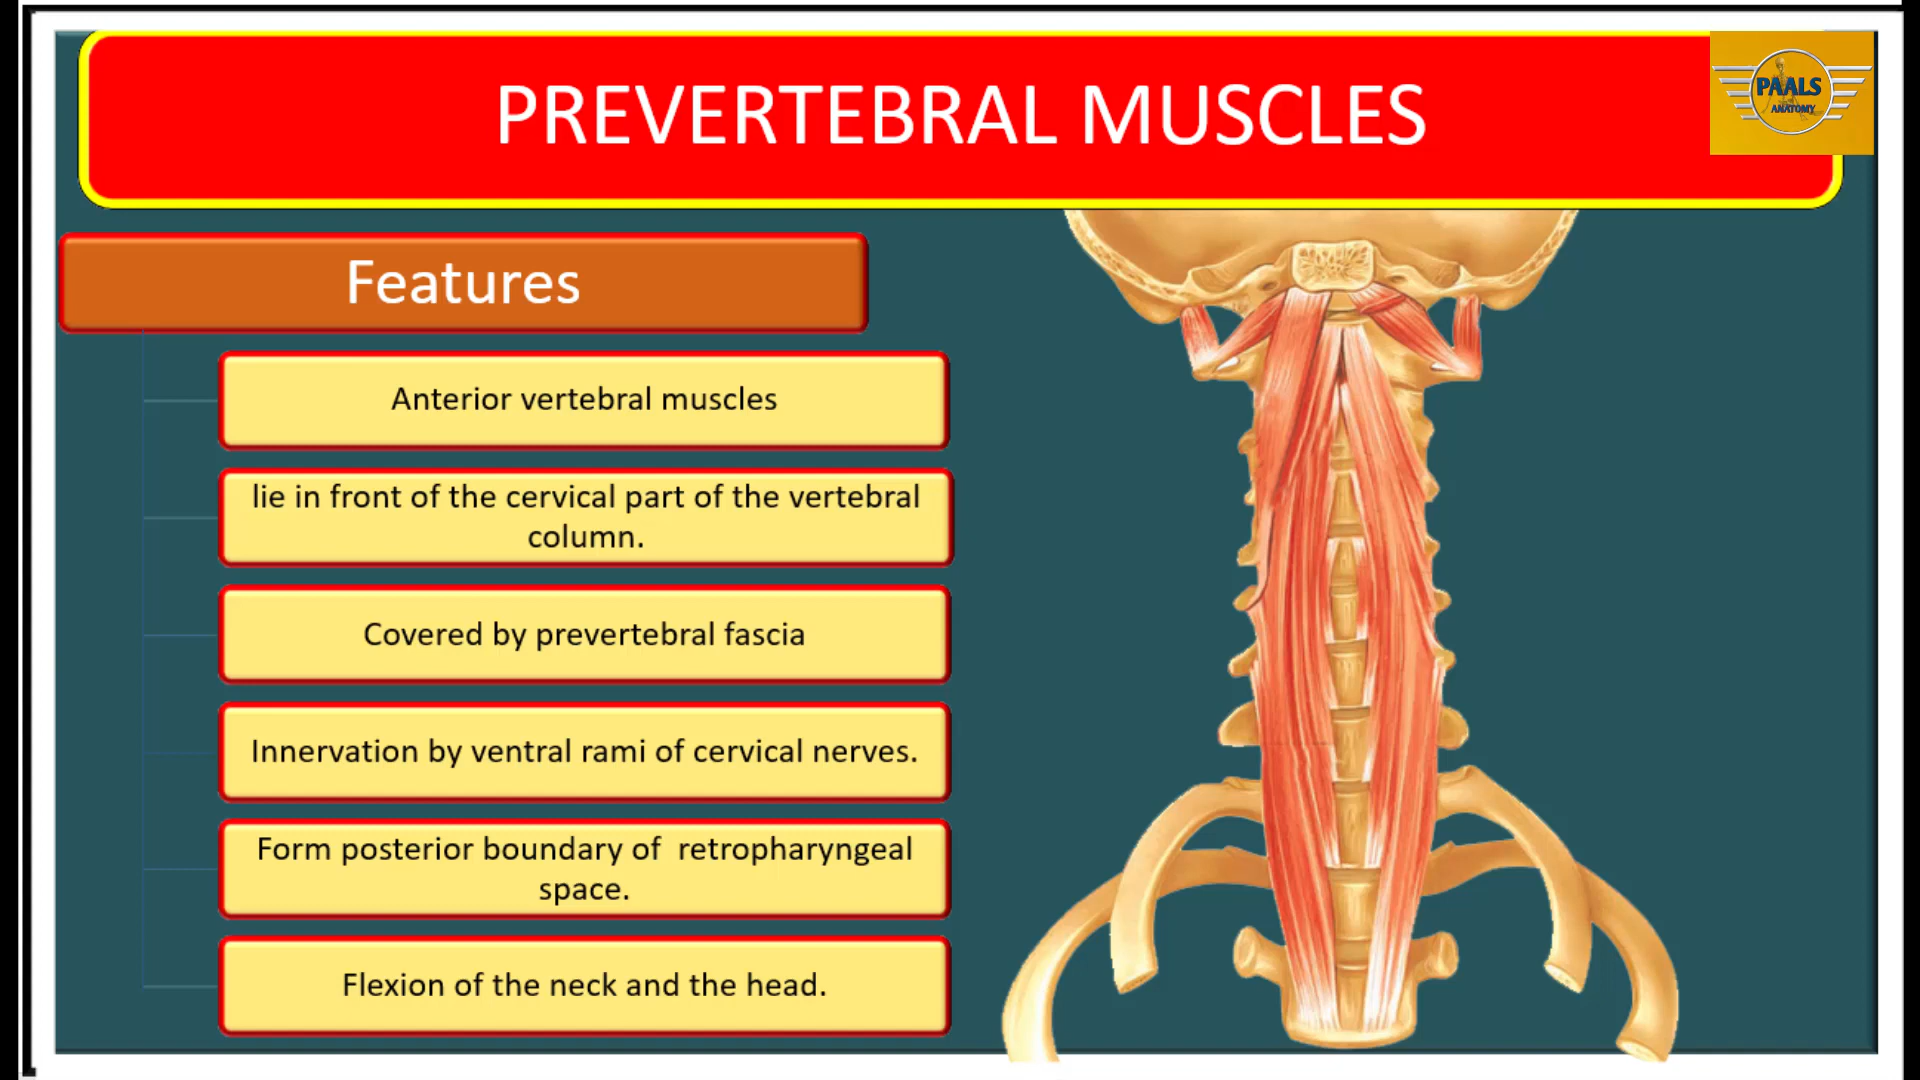 PREVERTEBRAL MUSCLES
PAALS
ANATOMY
Features
Anterior vertebral muscles
lie in front of the cervical part of the vertebral
column.
Covered by prevertebral fascia
Innervation by ventral rami of cervical nerves.
Form posterior boundary of  retropharyngeal
space.
Flexion of the neck and the head.